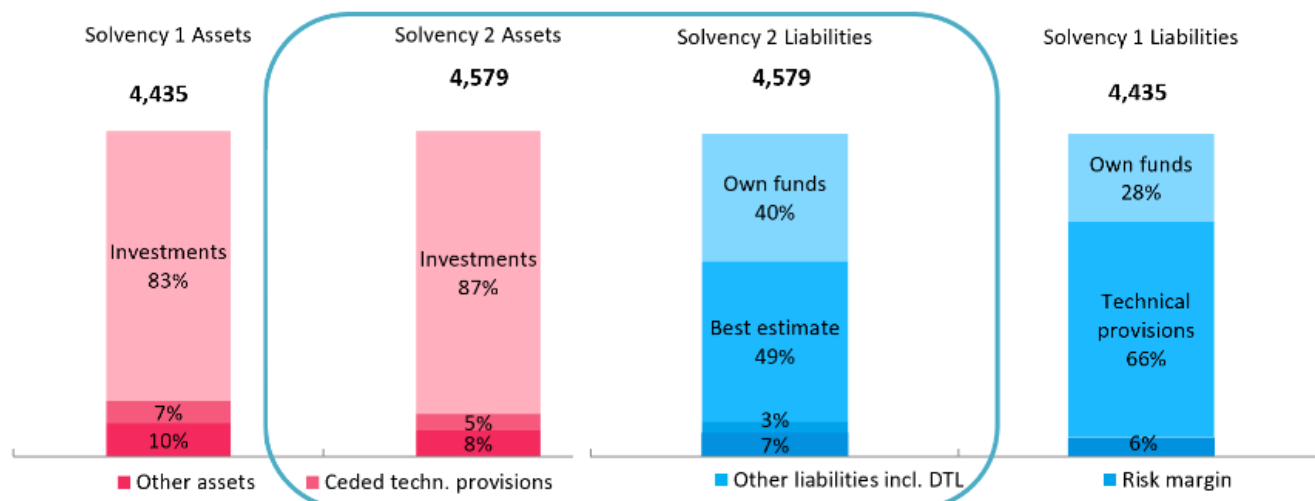 Solvency 1 Assets
4,435
Investments
83%
7%
10%
Solvency 2 Assets
4,579
Investments
87%
5%
8%
Solvency 2 Liabilities
4,579
Own funds
40%
Best estimate
49%
3%
7%
Solvency 1 Liabilities
4,435
Own funds
28%
Technical
provisions
66%
6%
Other assets
Ceded techn. provisions
Other liabilities incl. DTL
Risk margin